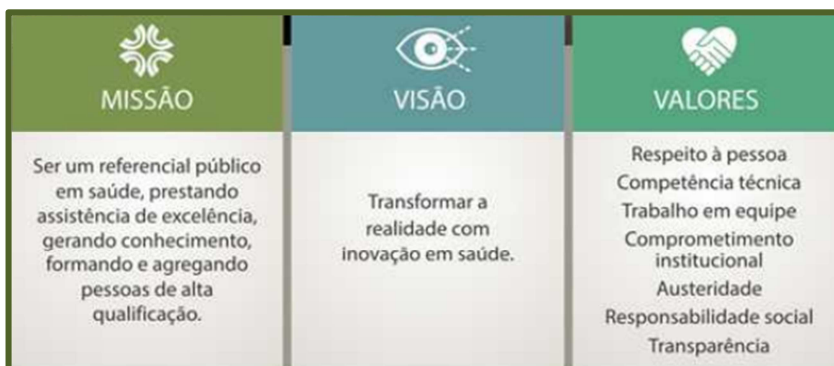 MISSÃO
Ser um referencial público
em saúde, prestando
assistência de excelência,
gerando conhecimento,
formando e agregando
pessoas de alta
qualificação.
VISÃO
Transformar a
realidade com
inovação em saúde.
VALORES
Respeito à pessoa
Competência técnica
Trabalho em equipe
Comprometimento
institucional
Austeridade
Responsabilidade social
Transparência